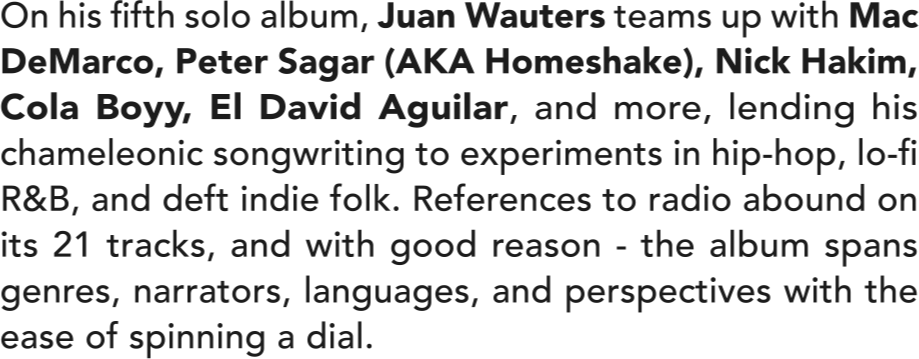 On his fifth solo album, Juan Wauters teams up with Mac
DeMarco, Peter Sagar (AKA Homeshake), Nick Hakim,
Cola Boyy, El David Aguilar, and more, lending his
chameleonic songwriting to experiments in hip-hop, lo-fi
R&B, and deft indie folk. References to radio abound on
its 21 tracks, and with good reason - the album spans
genres, narrators, languages, and perspectives with the
ease of spinning a dial.